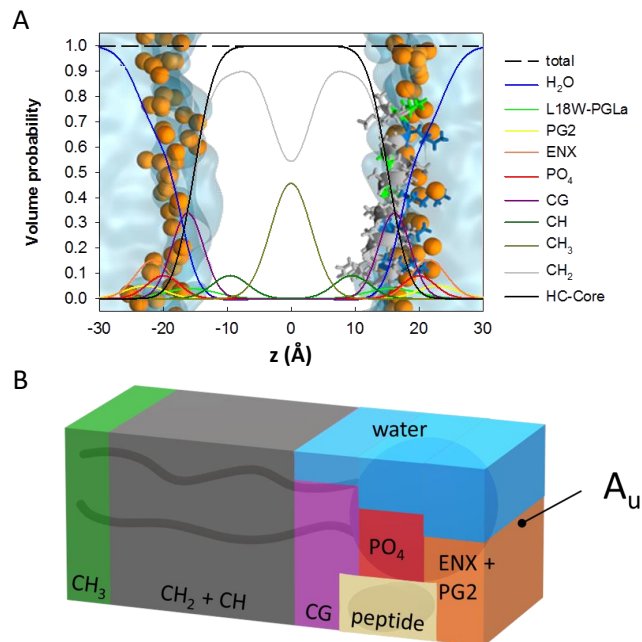 A
Volume probability
1.0
0.9
0.8
0.7
0.6
0.5
0.4
0.3
0.2
0.1
0.0
-30 -20 -10 0 10 20 30
z (Å)
total
H₂O
L18W-PGLa
PG2
ENX
PO₄
CG
CH
CH₃
CH₂
HC-Core
B
water
Aᵤ
PO₄
ENX +
PG2
CH₃
CH₂ + CH
CG
peptide